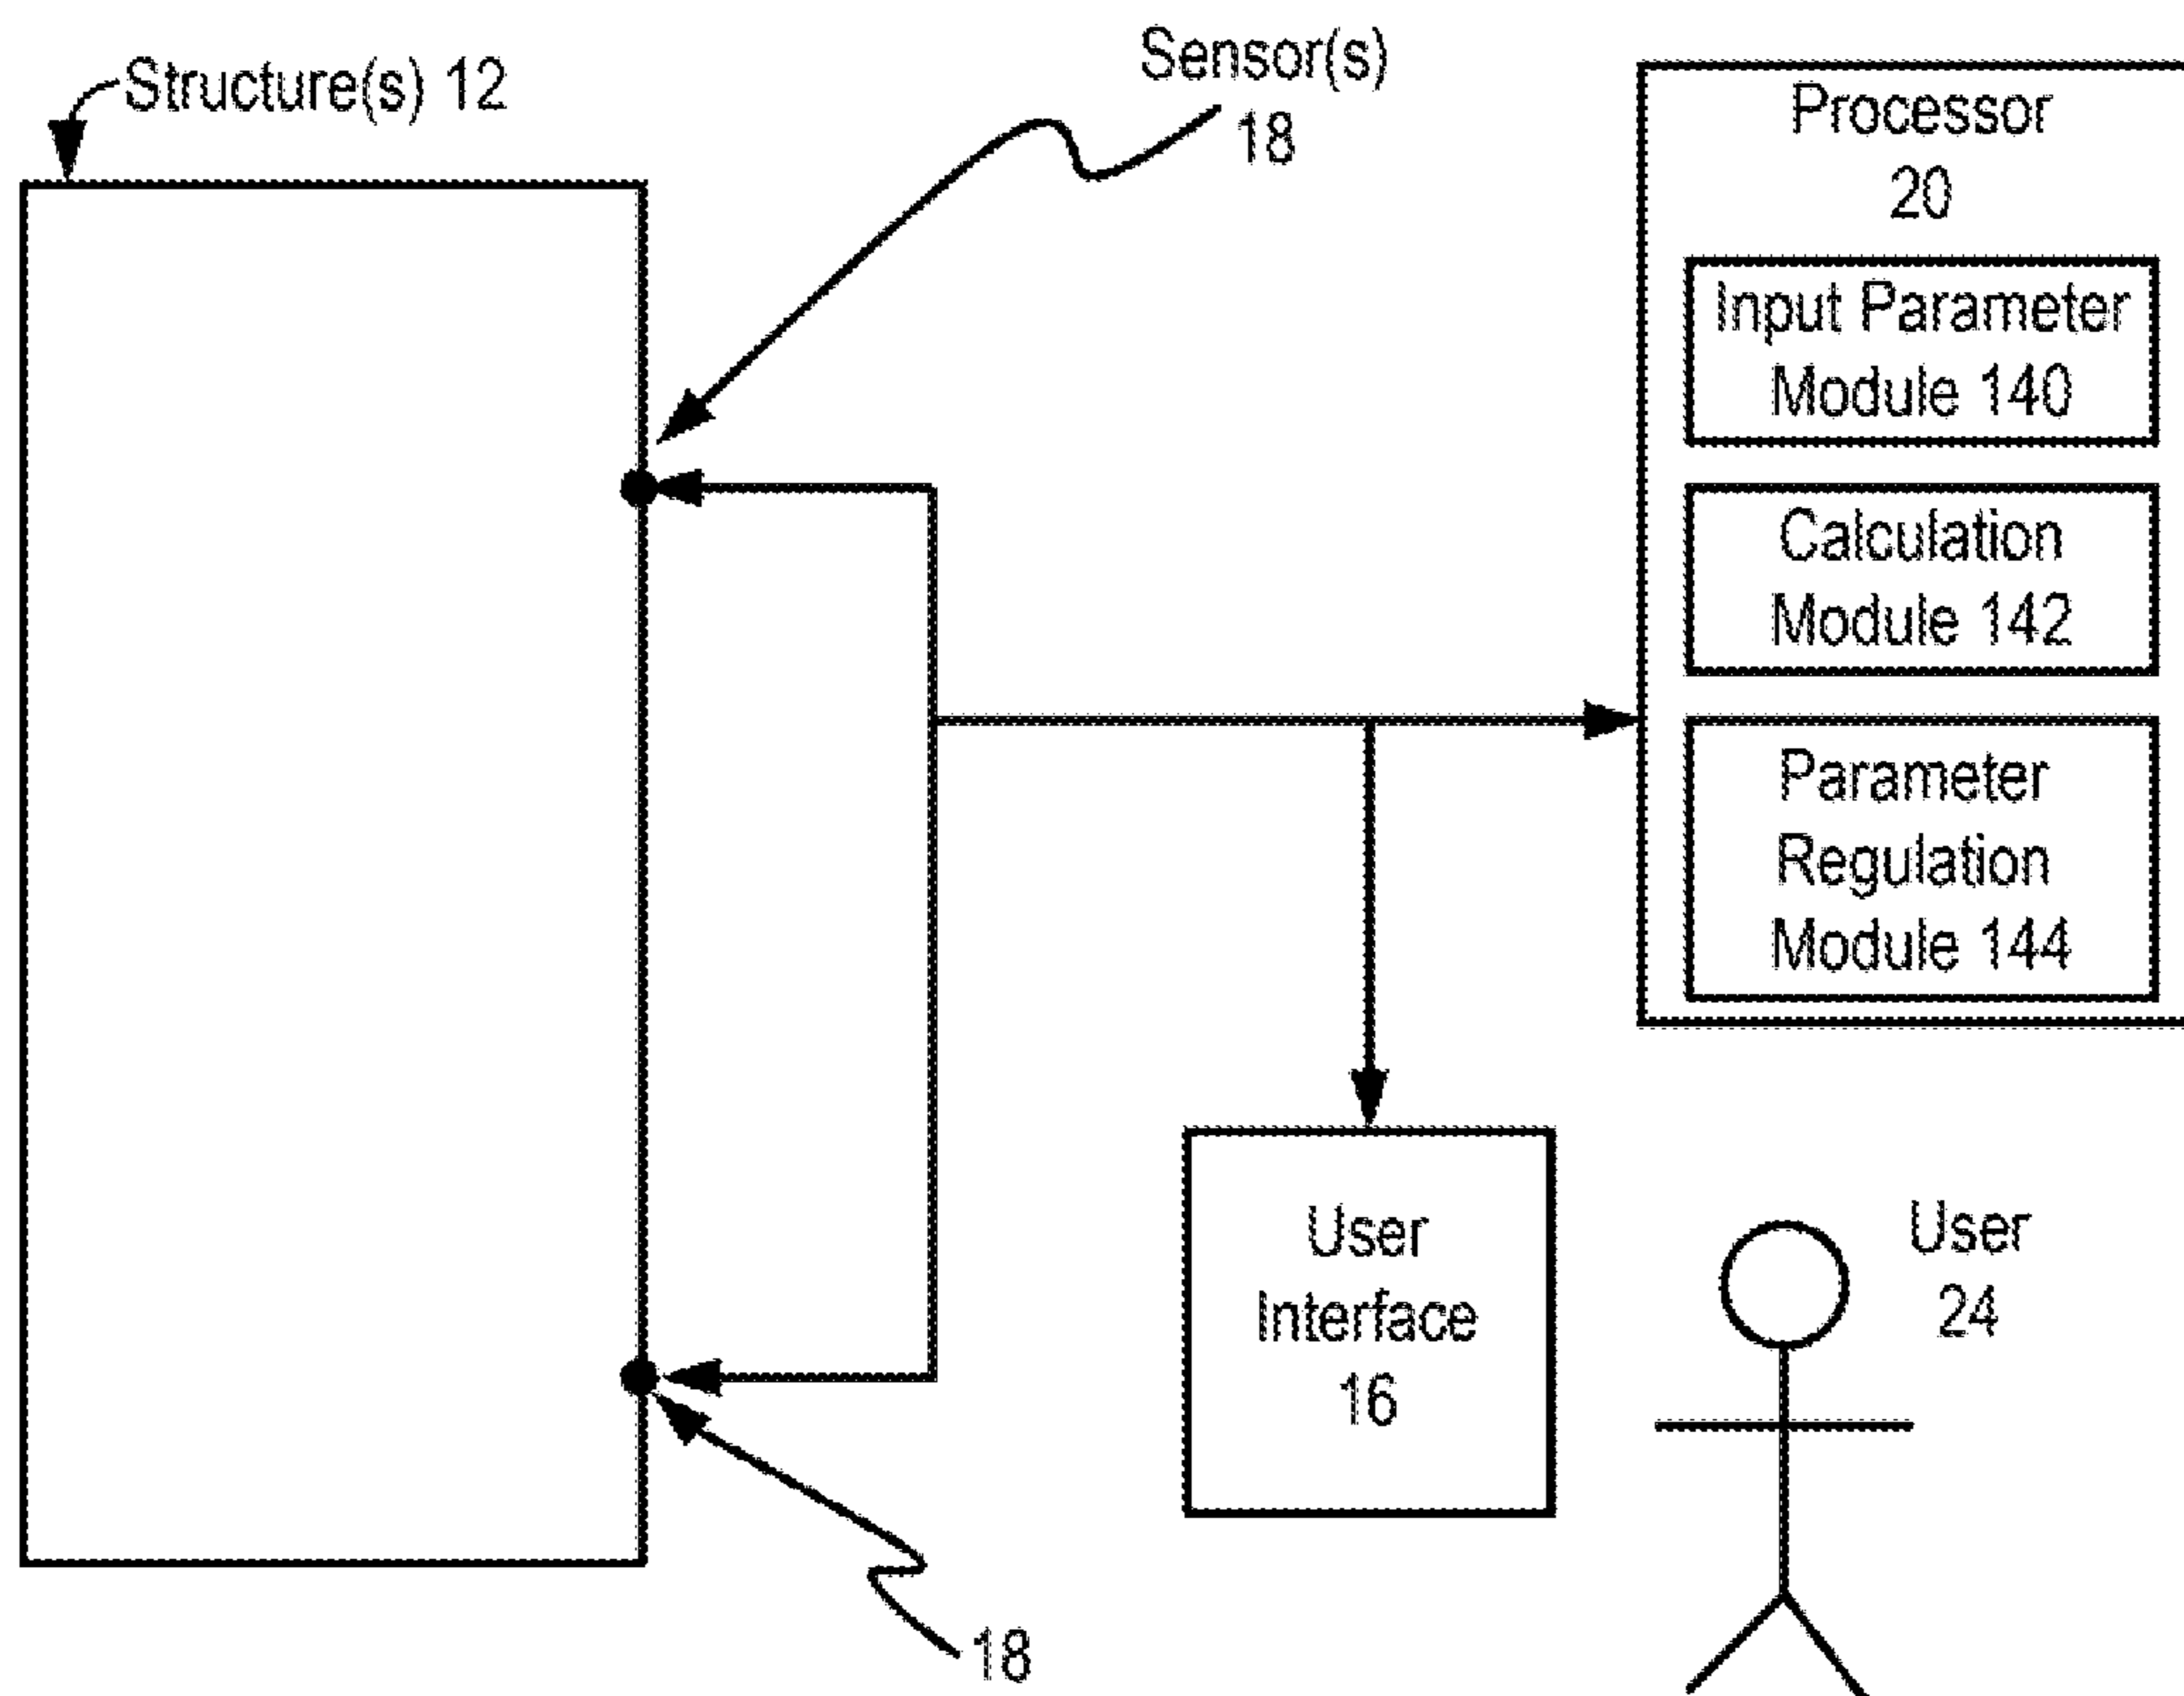 Structure(s) 12
Sensor(s)
18
Processor
20
Input Parameter
Module 140
Calculation
Module 142
Parameter
Regulation
Module 144
User
Interface
16
User
24
18